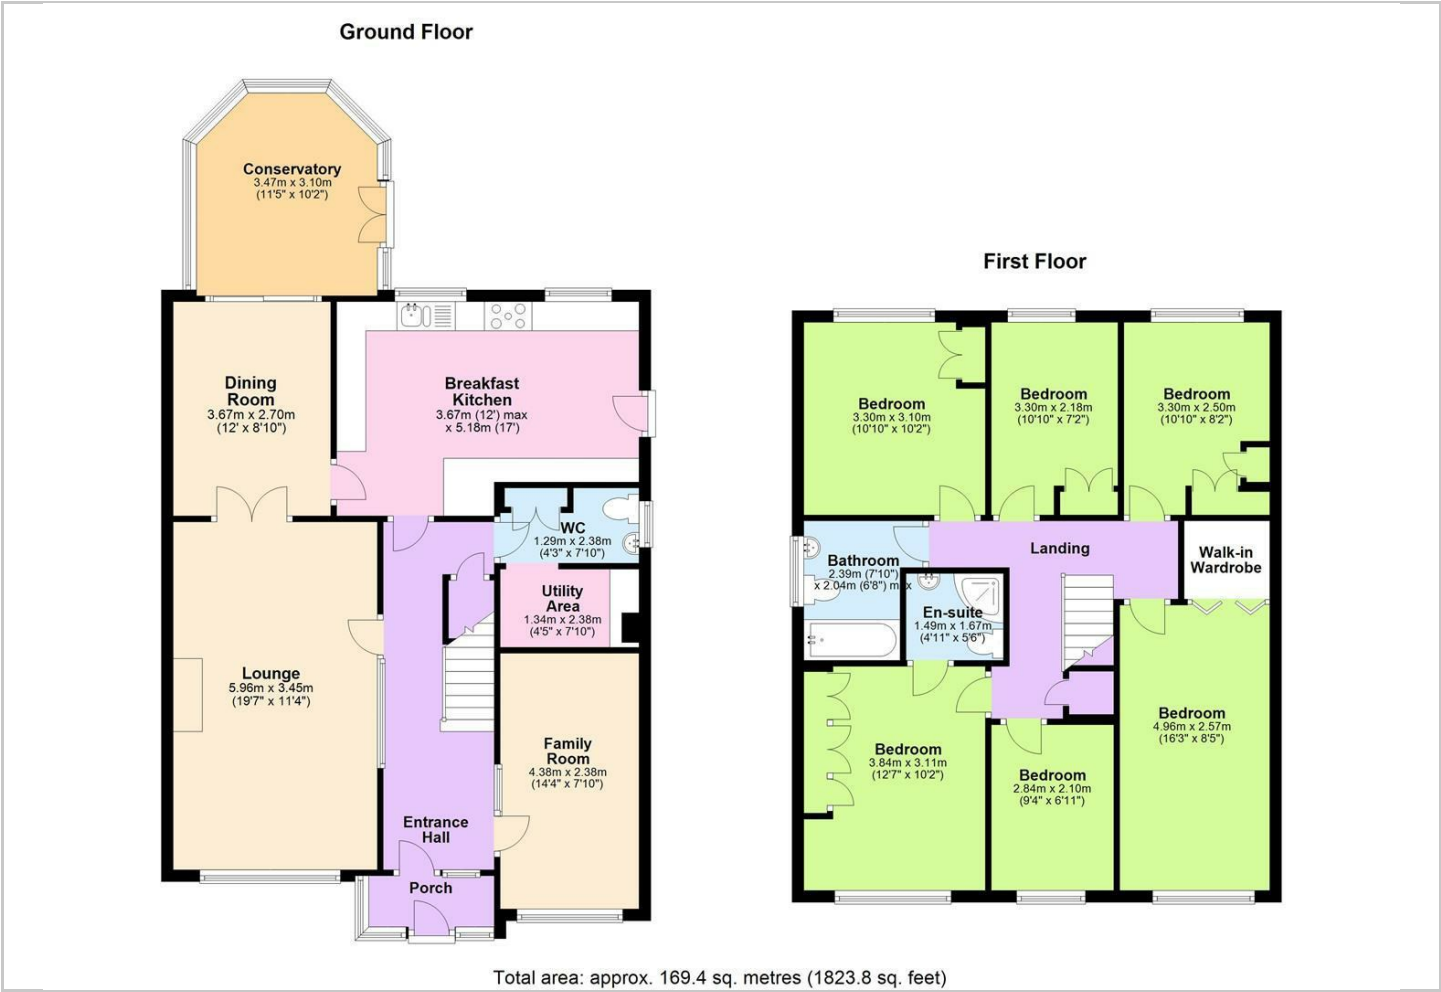 Ground Floor
Conservatory
3.47m x 3.10m
(11'5" x 10'2")
Dining
Room
3.67m x 2.70m
(12' x 8'10")
Breakfast
Kitchen
3.67m (12') max
x 5.18m (17')
WC
1.29m x 2.38m
(4'3" x 7'10")
Utility
Area
1.34m x 2.38m
(4'5" x 7'10")
Lounge
5.96m x 3.45m
(19'7" x 11'4")
Family
Room
4.38m x 2.38m
(14'4" x 7'10")
Entrance
Hall
Porch
First Floor
Bedroom
3.30m x 3.10m
(10'10" x 10'2")
Bedroom
3.30m x 2.18m
(10'10" x 7'2")
Bedroom
3.30m x 2.50m
(10'10" x 8'2")
Landing
Walk-in
Wardrobe
Bathroom
2.39m (7'10")
x 2.04m (6'8") max
En-suite
1.49m x 1.67m
(4'11" x 5'6")
Bedroom
4.96m x 2.57m
(16'3" x 8'5")
Bedroom
3.84m x 3.11m
(12'7" x 10'2")
Bedroom
2.84m x 2.10m
(9'4" x 6'11")
Total area: approx. 169.4 sq. metres (1823.8 sq. feet)